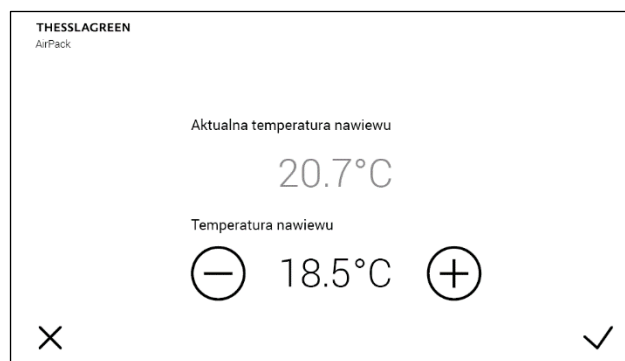 THESSLAGREEN
AirPack
Aktualna temperatura nawiewu
20.7°C
Temperatura nawiewu
18.5°C